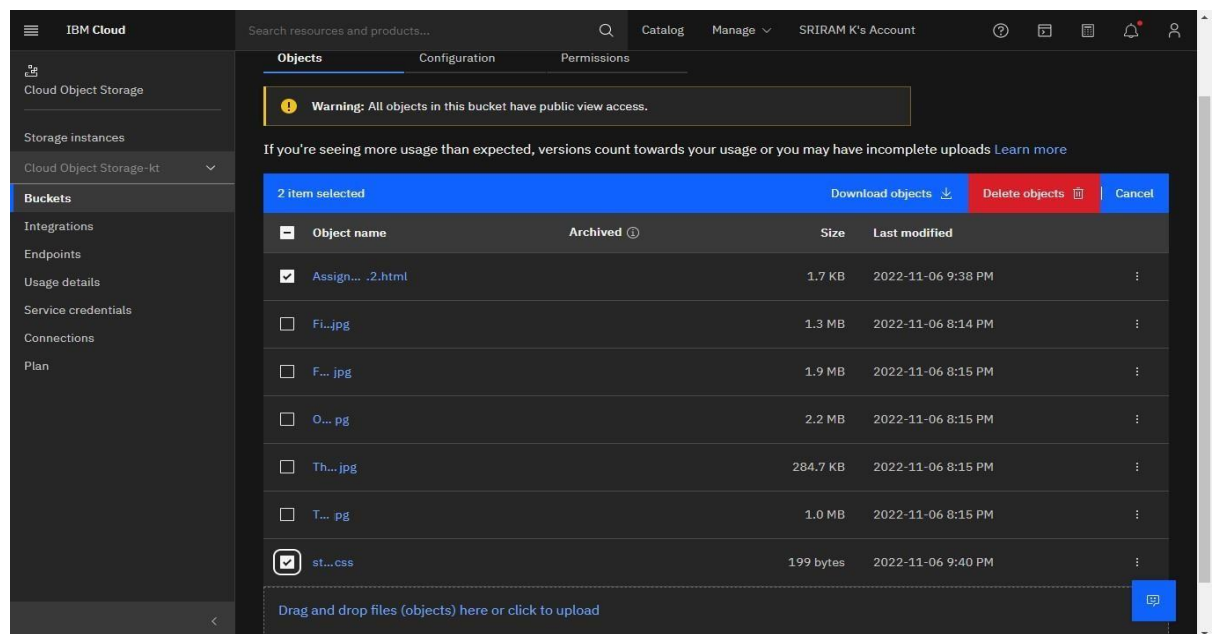 IBM Cloud
Search resources and products...
Catalog
Manage
SRIRAM K's Account
Cloud Object Storage
Storage instances
Cloud Object Storage-kt
Buckets
Integrations
Endpoints
Usage details
Service credentials
Connections
Plan
Objects Configuration Permissions
Warning: All objects in this bucket have public view access.
If you're seeing more usage than expected, versions count towards your usage or you may have incomplete uploads Learn more
2 item selected Download objects Delete objects | Cancel
Object name Archived Size Last modified
Assign... .2.html 1.7 KB 2022-11-06 9:38 PM
Fi...jpg 1.3 MB 2022-11-06 8:14 PM
F... jpg 1.9 MB 2022-11-06 8:15 PM
O... pg 2.2 MB 2022-11-06 8:15 PM
Th... jpg 284.7 KB 2022-11-06 8:15 PM
T... pg 1.0 MB 2022-11-06 8:15 PM
st...css 199 bytes 2022-11-06 9:40 PM
Drag and drop files (objects) here or click to upload